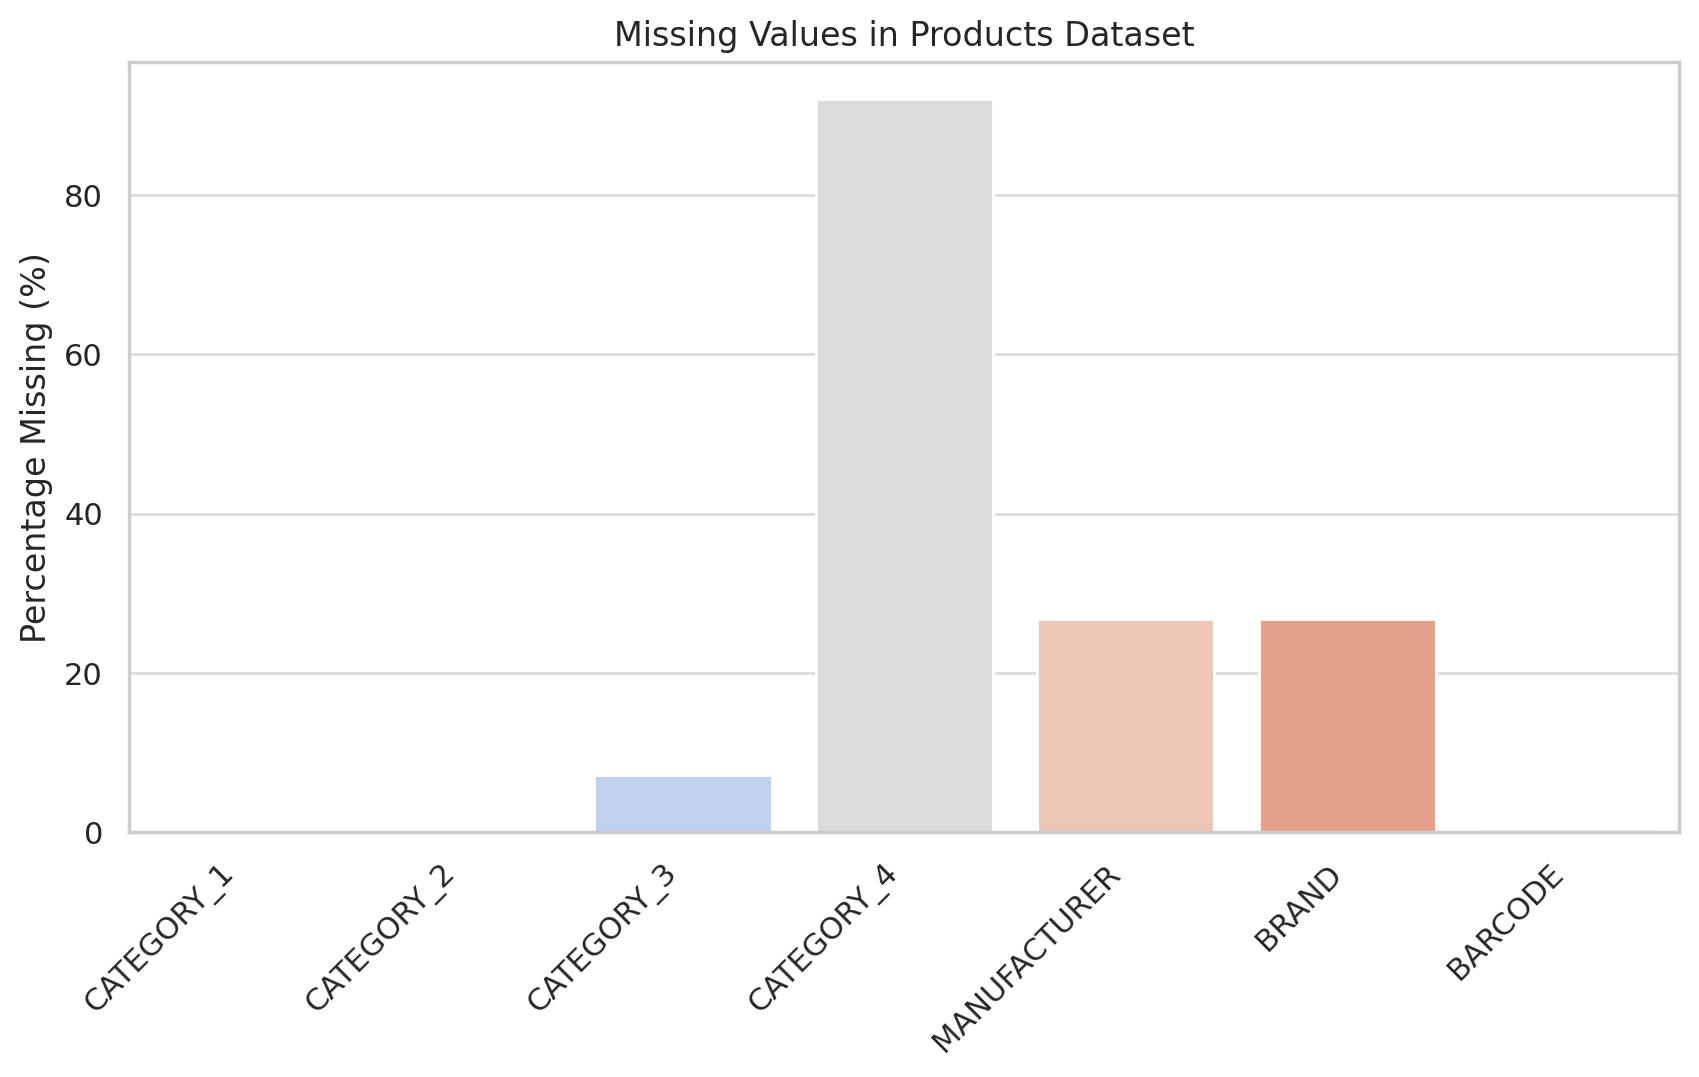 Missing Values in Products Dataset
Percentage Missing (%)
80
60
40
20
0
CATEGORY_1
CATEGORY_2
CATEGORY_3
CATEGORY_4
MANUFACTURER
BRAND
BARCODE